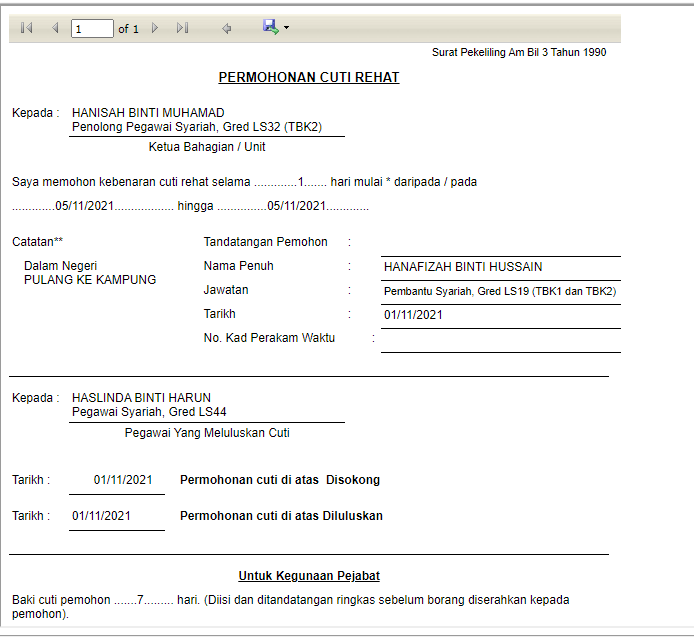 1 of 1
Surat Pekeliling Am Bil 3 Tahun 1990
PERMOHONAN CUTI REHAT
Kepada : HANISAH BINTI MUHAMAD
Penolong Pegawai Syariah, Gred LS32 (TBK2)
Ketua Bahagian / Unit
Saya memohon kebenaran cuti rehat selama .............1....... hari mulai * daripada / pada
.............05/11/2021.................. hingga ...............05/11/2021.............
Catatan** Tandatangan Pemohon :
Dalam Negeri Nama Penuh : HANAFIZAH BINTI HUSSAIN
PULANG KE KAMPUNG
Jawatan : Pembantu Syariah, Gred LS19 (TBK1 dan TBK2)
Tarikh : 01/11/2021
No. Kad Perakam Waktu :
Kepada : HASLINDA BINTI HARUN
Pegawai Syariah, Gred LS44
Pegawai Yang Meluluskan Cuti
Tarikh : 01/11/2021 Permohonan cuti di atas Disokong
Tarikh : 01/11/2021 Permohonan cuti di atas Diluluskan
Untuk Kegunaan Pejabat
Baki cuti pemohon .......7......... hari. (Diisi dan ditandatangan ringkas sebelum borang diserahkan kepada
pemohon).